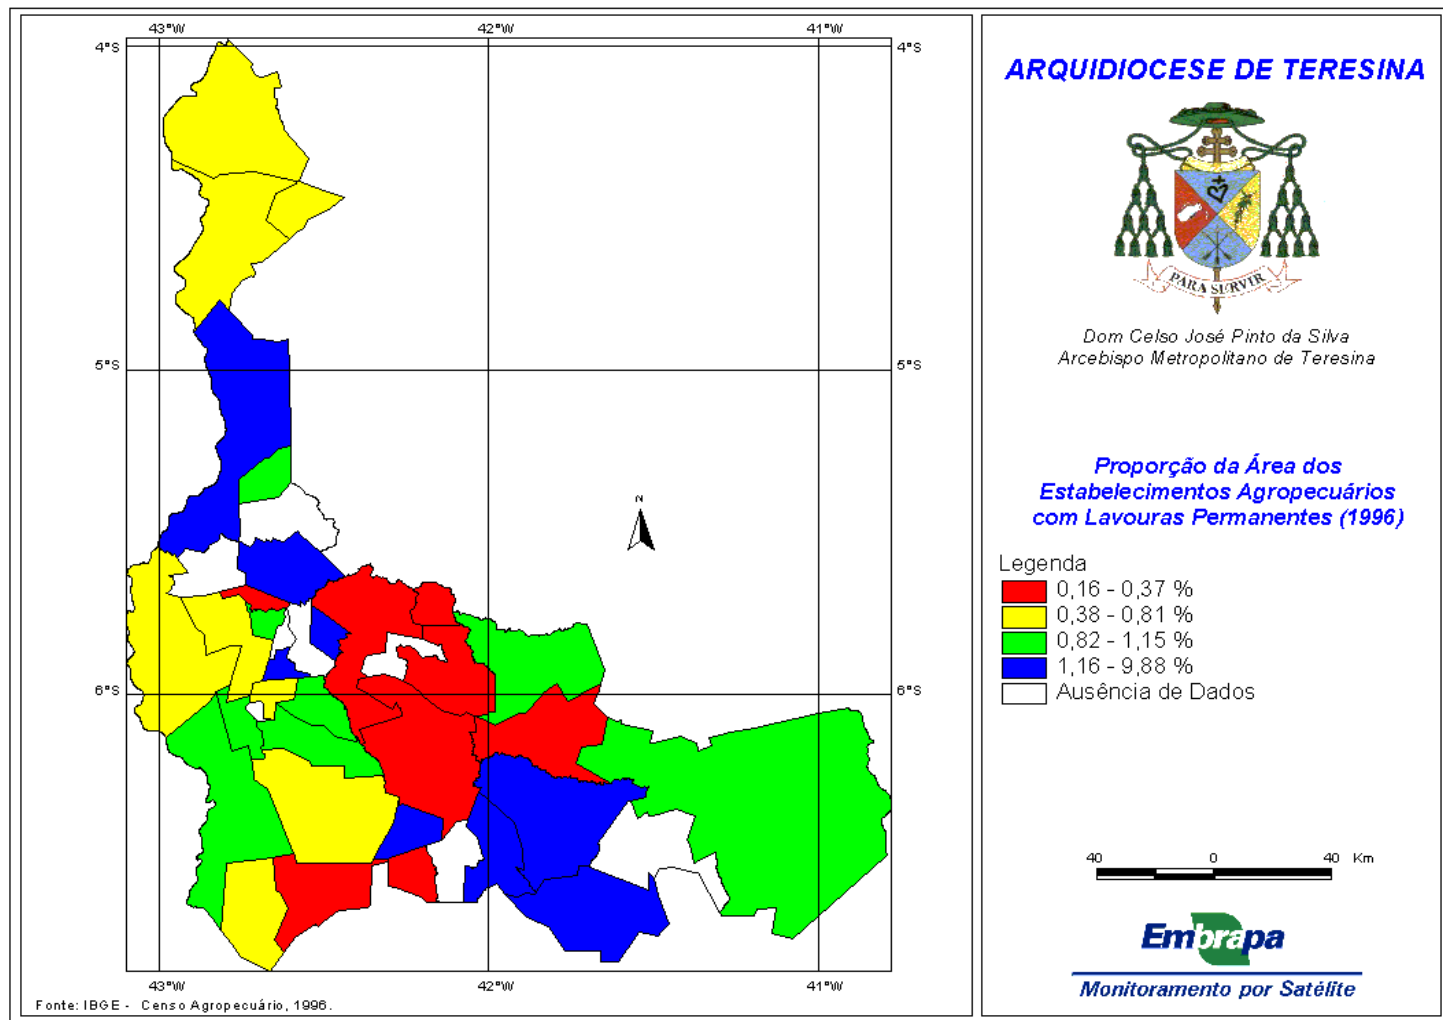 43°W 42°W 41°W
4°S 4°S
5°S 5°S
6°S 6°S
N
43°W 42°W 41°W
Fonte: IBGE - Censo Agropecuário, 1996.
ARQUIDIOCESE DE TERESINA
PARA SERVIR
Dom Celso José Pinto da Silva
Arcebispo Metropolitano de Teresina
Proporção da Área dos
Estabelecimentos Agropecuários
com Lavouras Permanentes (1996)
Legenda
0,16 - 0,37 %
0,38 - 0,81 %
0,82 - 1,15 %
1,16 - 9,88 %
Ausência de Dados
40 0 40 Km
Embrapa
Monitoramento por Satélite